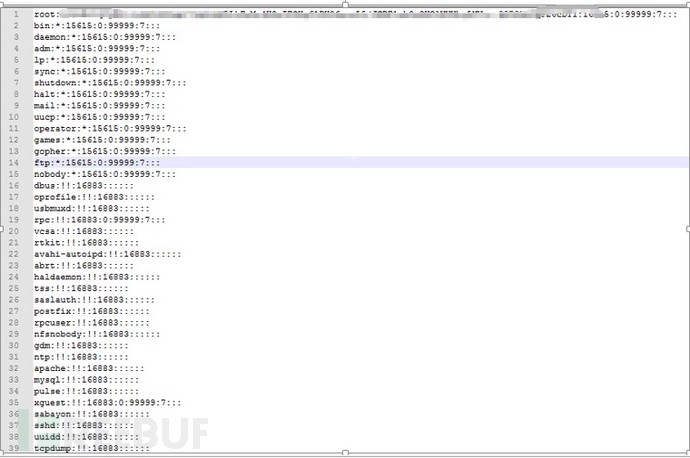 1 root:
2 bin:*:15615:0:99999:7:::
3 daemon:*:15615:0:99999:7:::
4 adm:*:15615:0:99999:7:::
5 lp:*:15615:0:99999:7:::
6 sync:*:15615:0:99999:7:::
7 shutdown:*:15615:0:99999:7:::
8 halt:*:15615:0:99999:7:::
9 mail:*:15615:0:99999:7:::
10 uucp:*:15615:0:99999:7:::
11 operator:*:15615:0:99999:7:::
12 games:*:15615:0:99999:7:::
13 gopher:*:15615:0:99999:7:::
14 ftp:*:15615:0:99999:7:::
15 nobody:*:15615:0:99999:7:::
16 dbus:!!:16883::::::
17 oprofile:!!:16883::::::
18 usbmuxd:!!:16883::::::
19 rpc:!!:16883:0:99999:7:::
20 vcsa:!!:16883::::::
21 rtkit:!!:16883::::::
22 avahi-autoipd:!!:16883::::::
23 abrt:!!:16883::::::
24 haldaemon:!!:16883::::::
25 tss:!!:16883::::::
26 saslauth:!!:16883::::::
27 postfix:!!:16883::::::
28 rpcuser:!!:16883::::::
29 nfsnobody:!!:16883::::::
30 gdm:!!:16883::::::
31 ntp:!!:16883::::::
32 apache:!!:16883::::::
33 mysql:!!:16883::::::
34 pulse:!!:16883::::::
35 xguest:!!:16883:0:99999:7:::
36 sabayon:!!:16883::::::
37 sshd:!!:16883::::::
38 uuidd:!!:16883::::::
39 tcpdump:!!:16883::::::